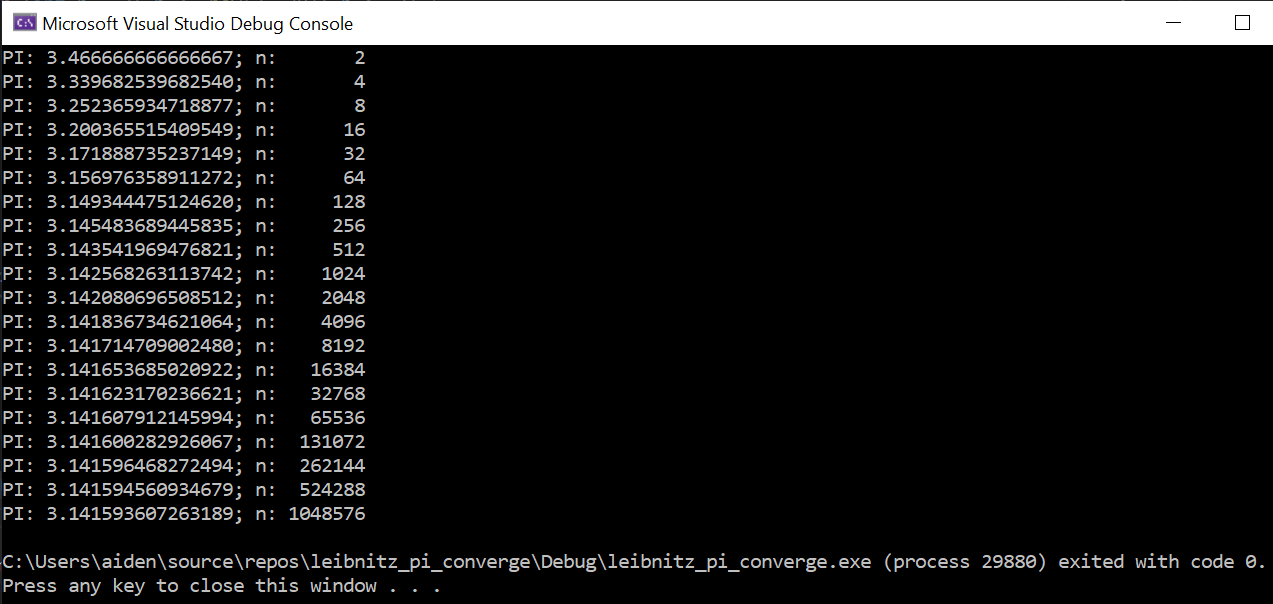 Microsoft Visual Studio Debug Console
PI: 3.466666666666667; n:       2
PI: 3.339682539682540; n:       4
PI: 3.252365934718877; n:       8
PI: 3.200365515409549; n:      16
PI: 3.171888735237149; n:      32
PI: 3.156976358911272; n:      64
PI: 3.149344475124620; n:     128
PI: 3.145483689445835; n:     256
PI: 3.143541969476821; n:     512
PI: 3.142568263113742; n:    1024
PI: 3.142080696508512; n:    2048
PI: 3.141836734621064; n:    4096
PI: 3.141714709002480; n:    8192
PI: 3.141653685020922; n:   16384
PI: 3.141623170236621; n:   32768
PI: 3.141607912145994; n:   65536
PI: 3.141600282926067; n:  131072
PI: 3.141596468272494; n:  262144
PI: 3.141594560934679; n:  524288
PI: 3.141593607263189; n: 1048576
C:\Users\aiden\source\repos\leibnitz_pi_converge\Debug\leibnitz_pi_converge.exe (process 29880) exited with code 0.
Press any key to close this window . . .